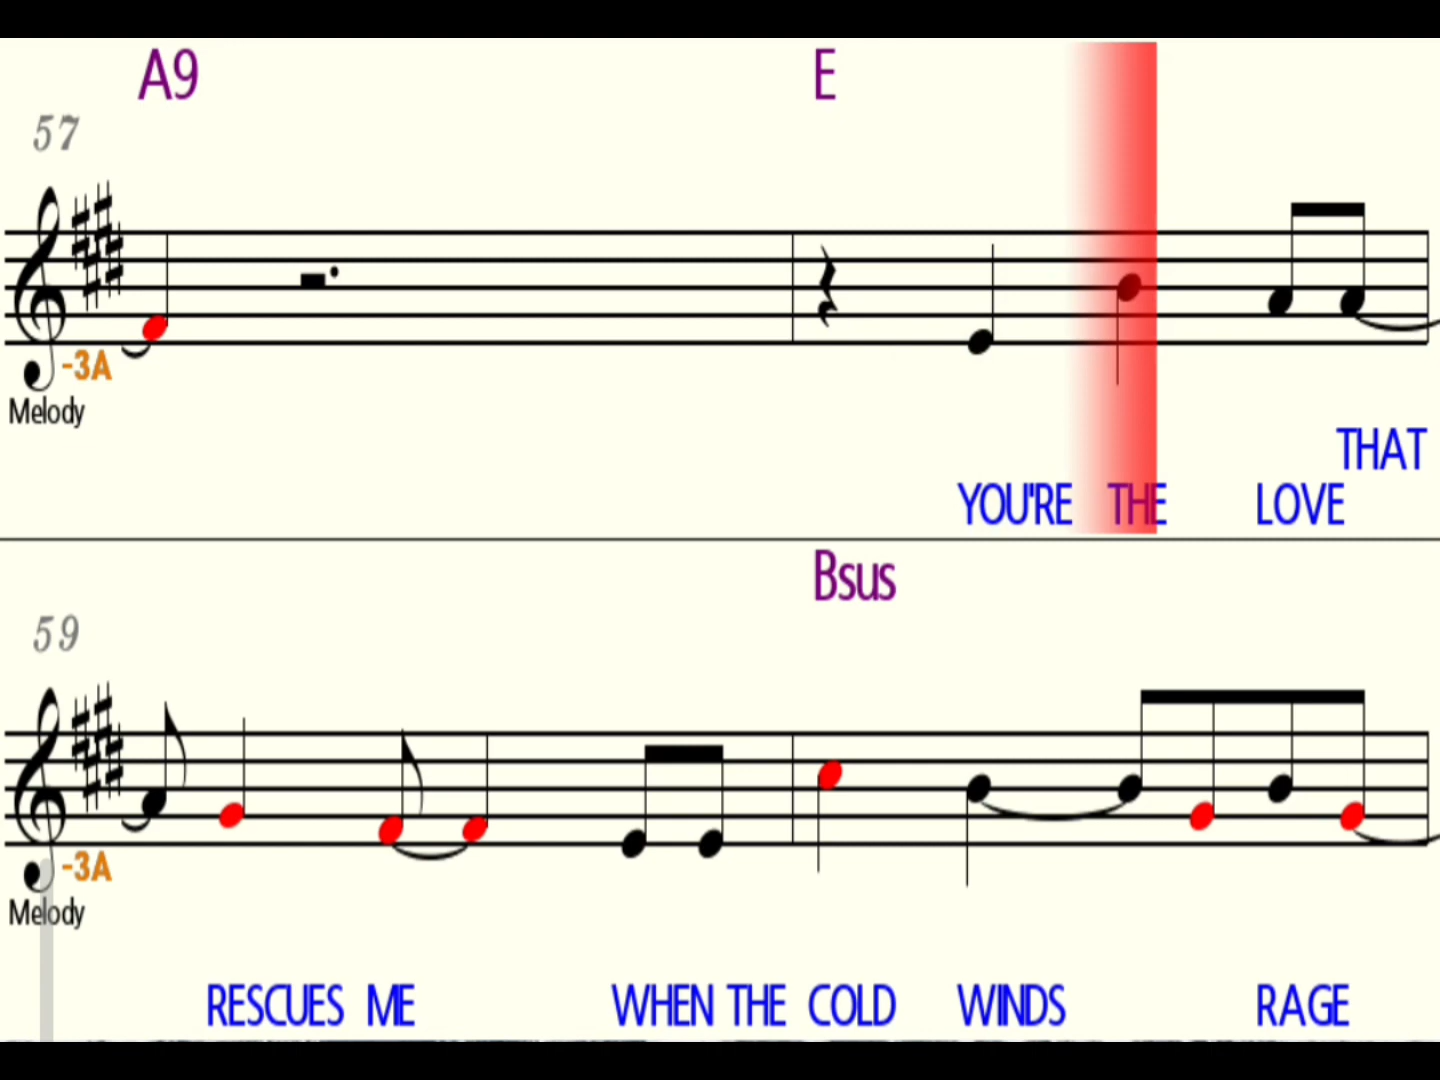 A9 E
57
-3A
Melody
THAT
YOU'RE THE LOVE
Bsus
59
-3A
Melody
RESCUES ME WHEN THE COLD WINDS RAGE